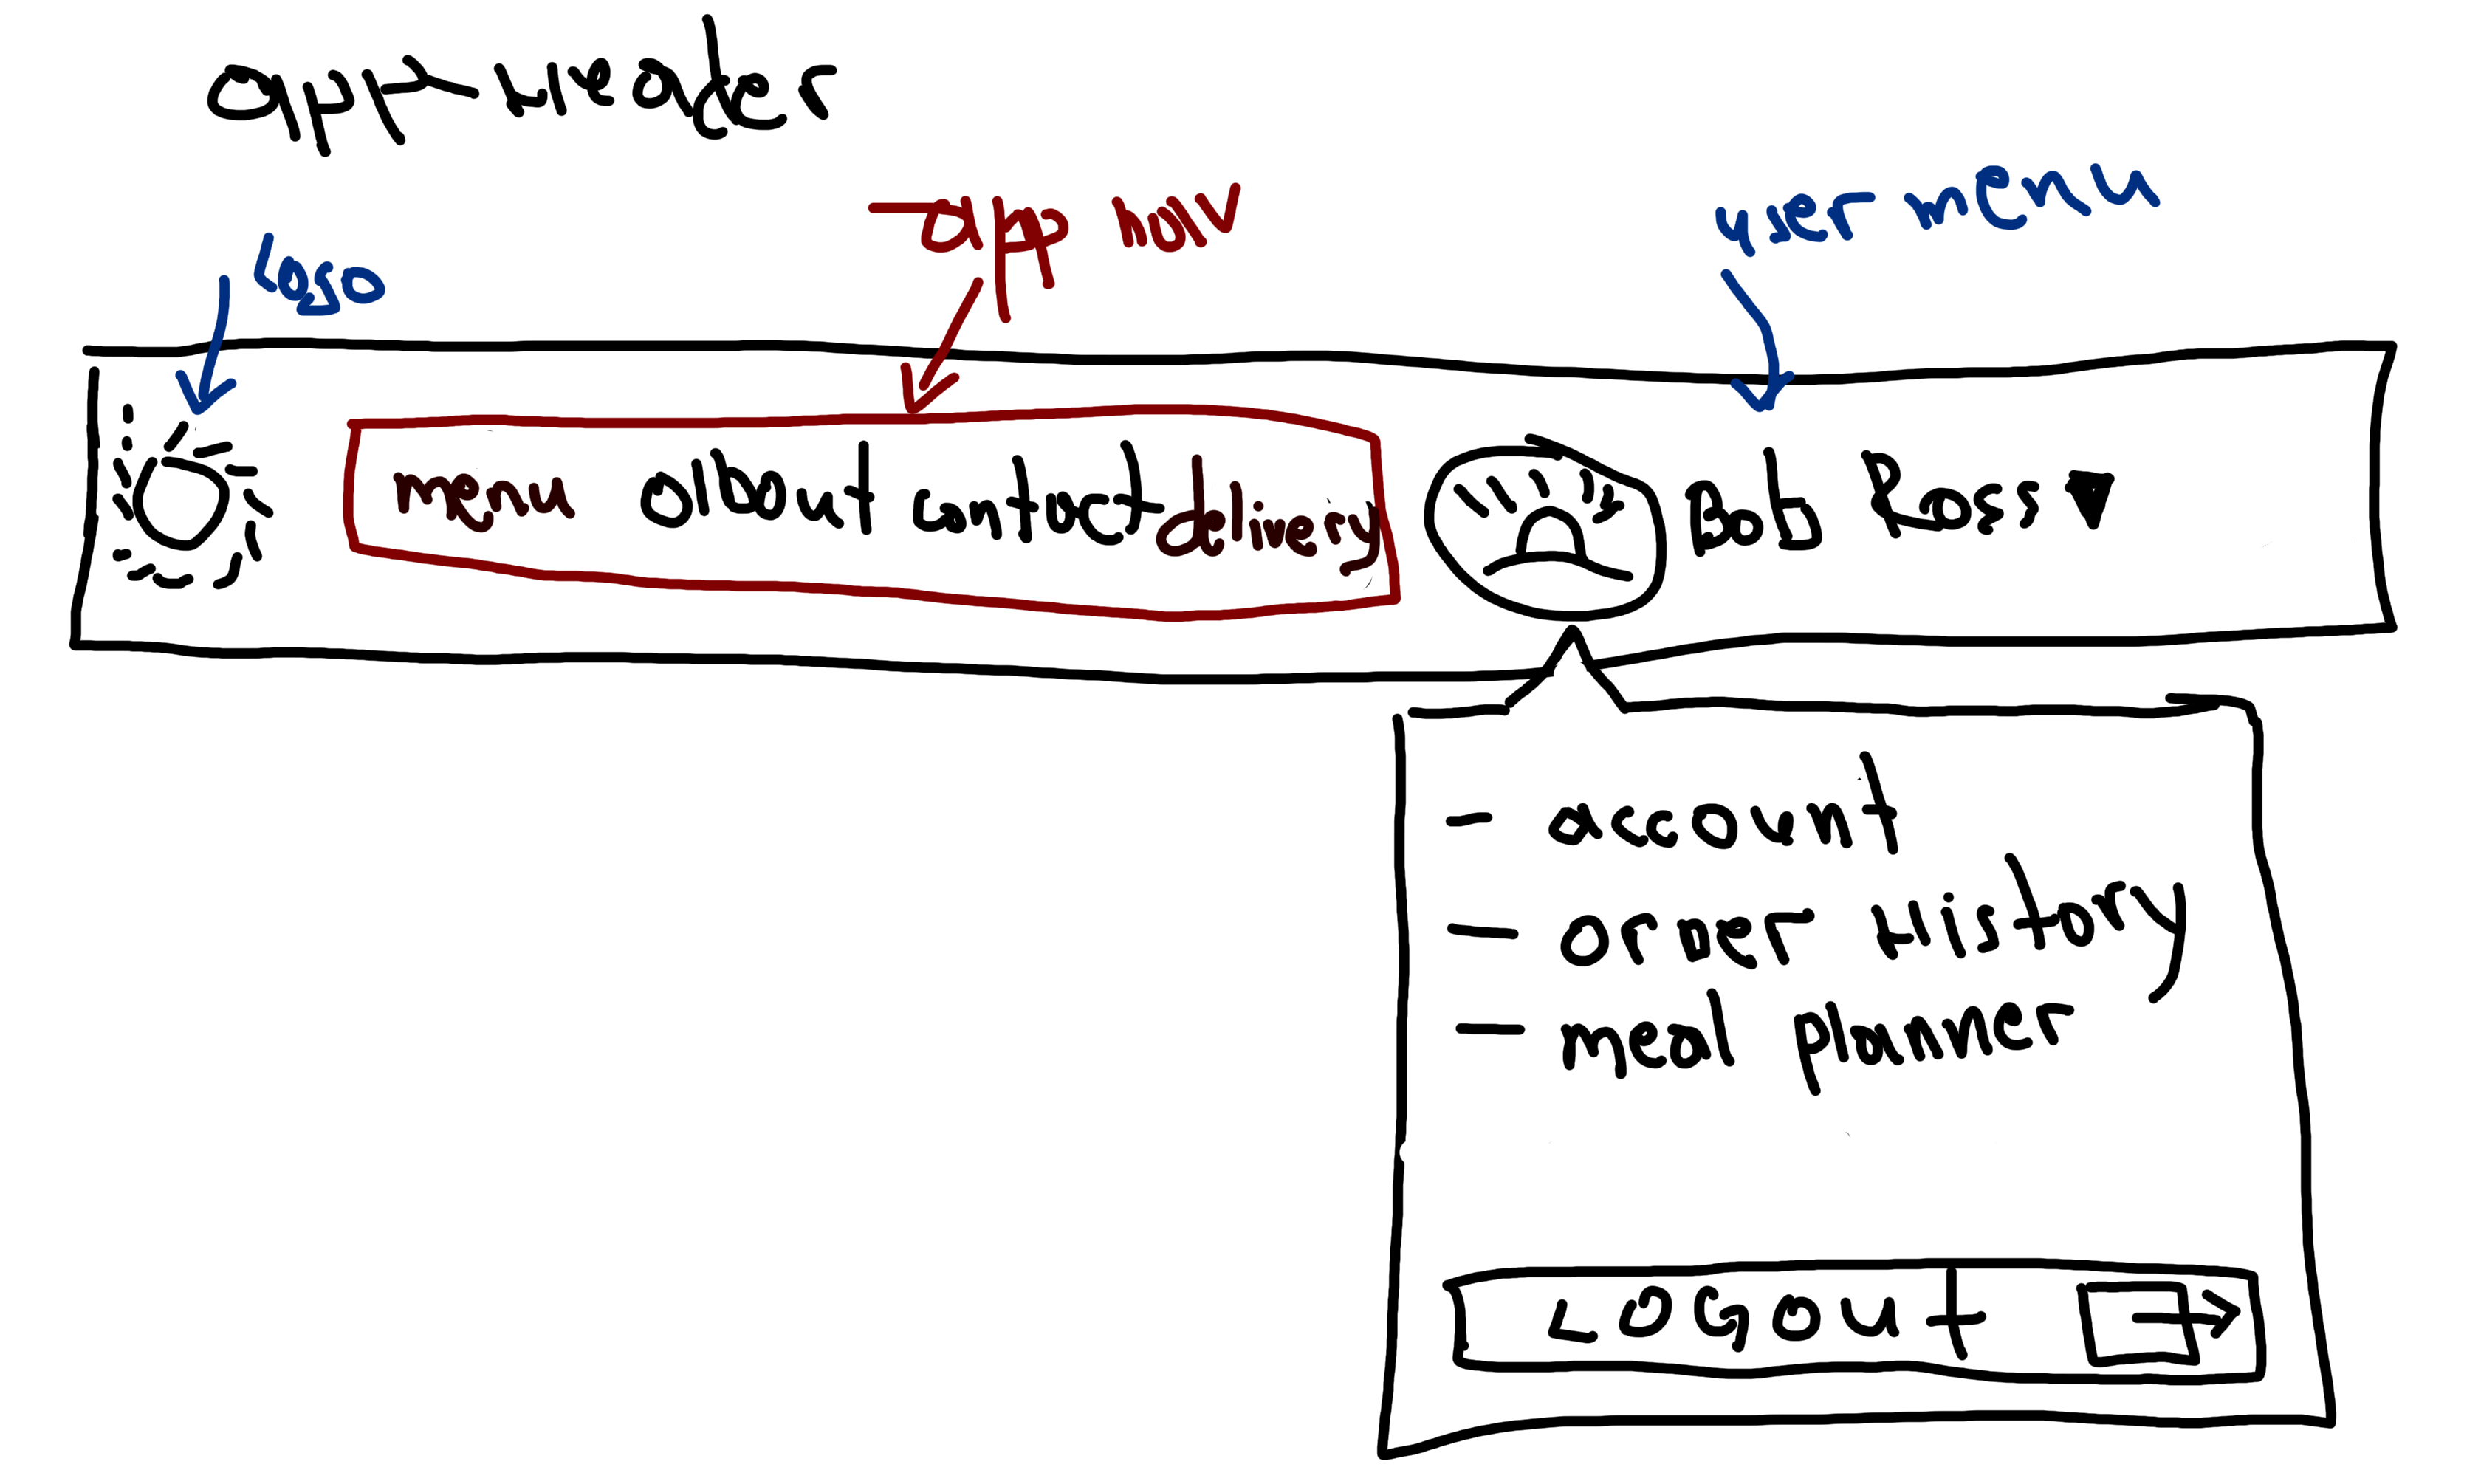 app-header
app nav
user menu
Logo
menu about contact delivery
Bob Ross
- account
- order History
- meal planner
LOGOUT